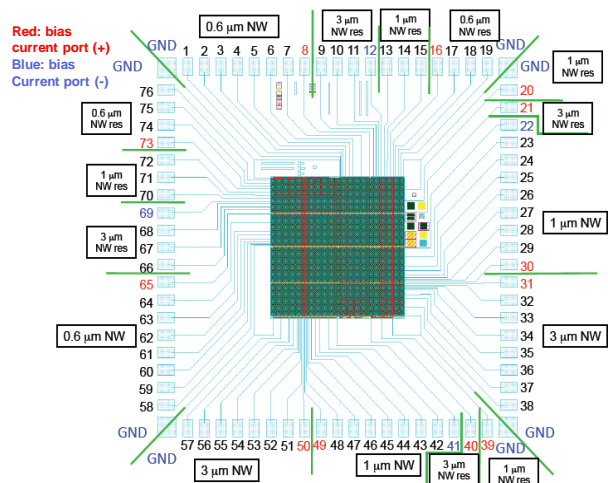 0.6 μm NW
3 μm
NW res
1 μm
NW res
0.6 μm
NW res
Red: bias
current port (+)
Blue: bias
Current port (-)
GND
1 2 3 4 5 6 7 8 9 10 11 12 13 14 15 16 17 18 19
GND
GND
GND
1 μm
NW res
76
75
74
73
72
71
70
69
68
67
66
65
64
63
62
61
60
59
58
0.6 μm
NW res
1 μm
NW res
3 μm
NW res
0.6 μm NW
20
21
22
23
24
25
26
27
28
29
30
31
32
33
34
35
36
37
38
3 μm
NW res
1 μm NW
3 μm NW
GND
GND
GND
GND
57 56 55 54 53 52 51 50 49 48 47 46 45 44 43 42 41 40 39
3 μm NW
1 μm NW
3 μm
NW res
1 μm
NW res